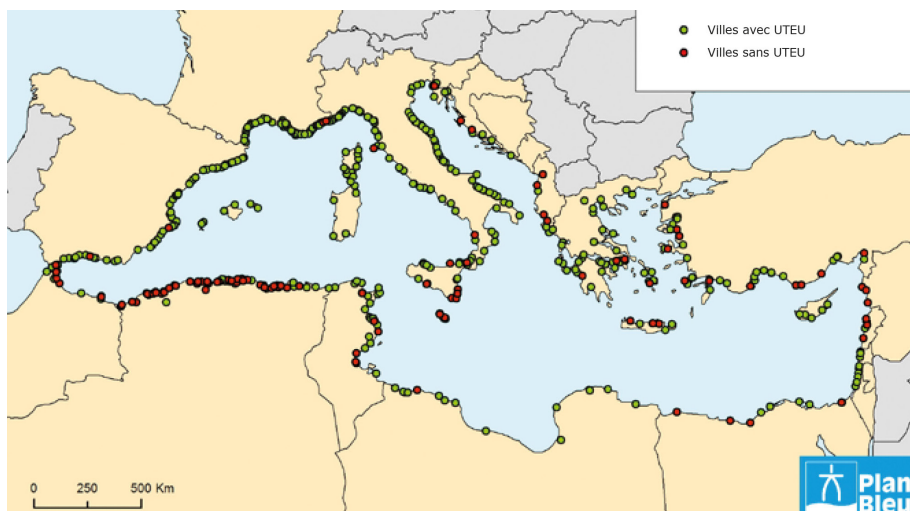 Villes avec UTEU
Villes sans UTEU
0 250 500 Km
Plan
Bleu